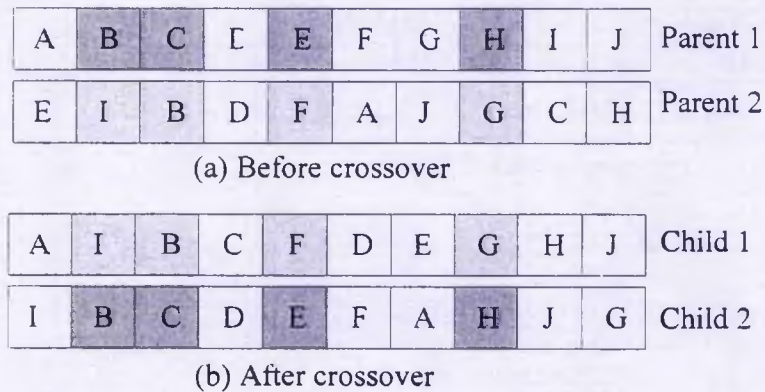 A B C D E F G H I J Parent 1
E I B D F A J G C H Parent 2
(a) Before crossover
A I B C F D E G H J Child 1
I B C D E F A H J G Child 2
(b) After crossover